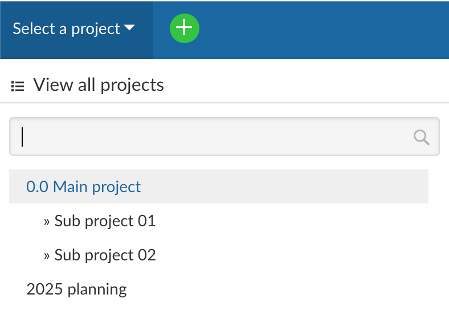 Select a project
View all projects
0.0 Main project
» Sub project 01
» Sub project 02
2025 planning